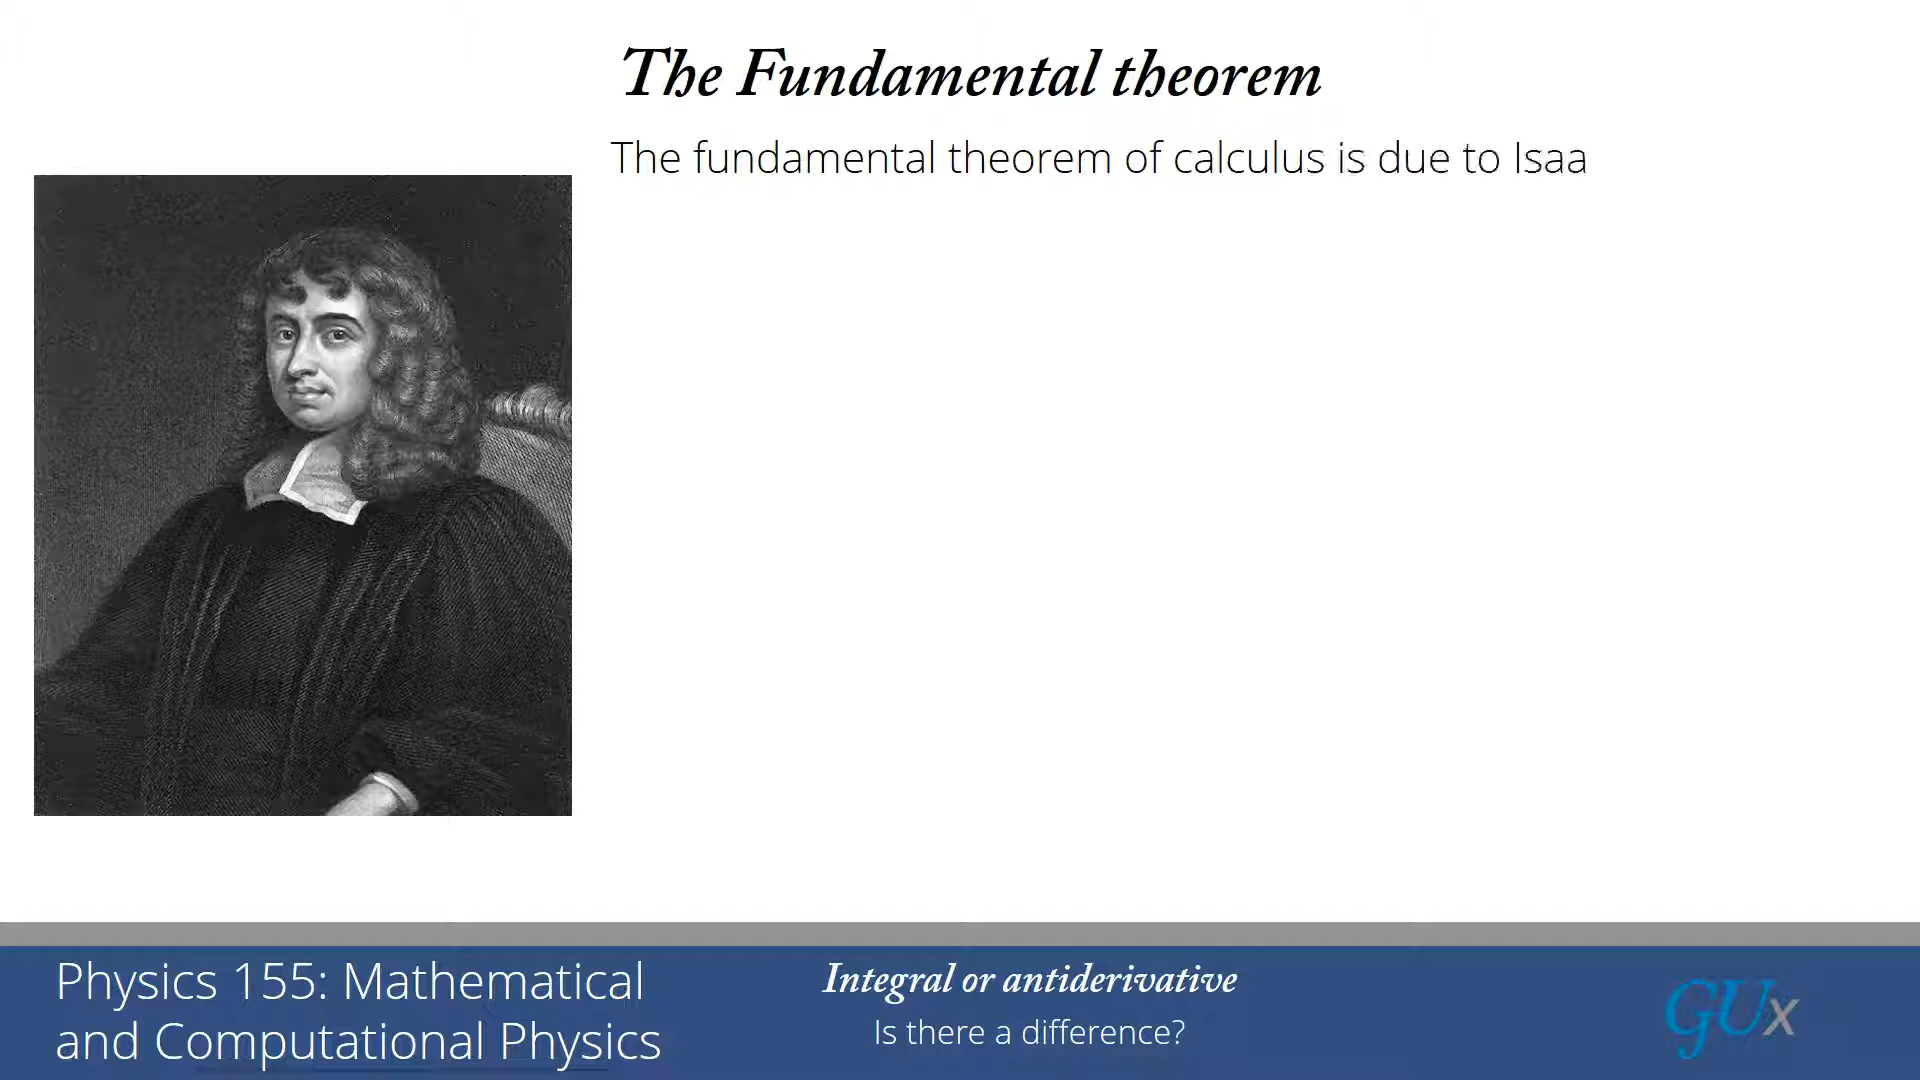 The Fundamental theorem
The fundamental theorem of calculus is due to Isaa
Physics 155: Mathematical
and Computational Physics
Integral or antiderivative
Is there a difference?
GUx